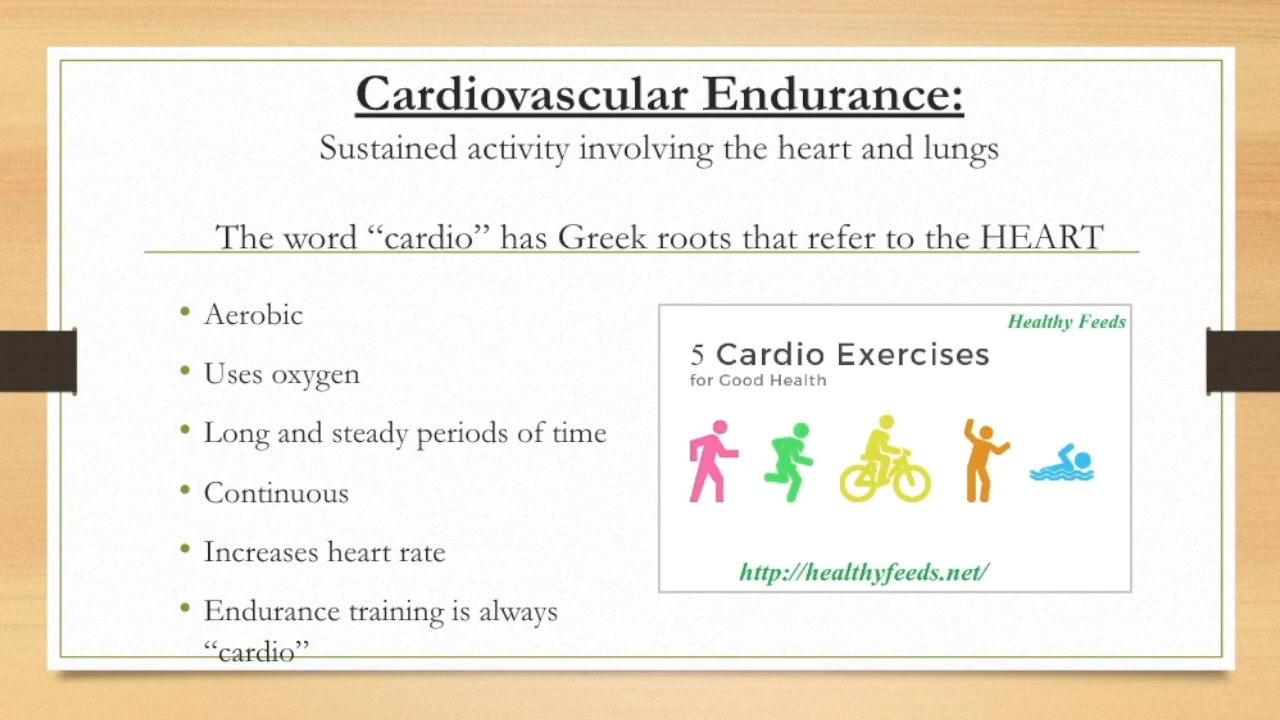 Cardiovascular Endurance:
Sustained activity involving the heart and lungs
The word “cardio” has Greek roots that refer to the HEART
• Aerobic
• Uses oxygen
• Long and steady periods of time
• Continuous
• Increases heart rate
• Endurance training is always
“cardio”
Healthy Feeds
5 Cardio Exercises
for Good Health
http://healthyfeeds.net/